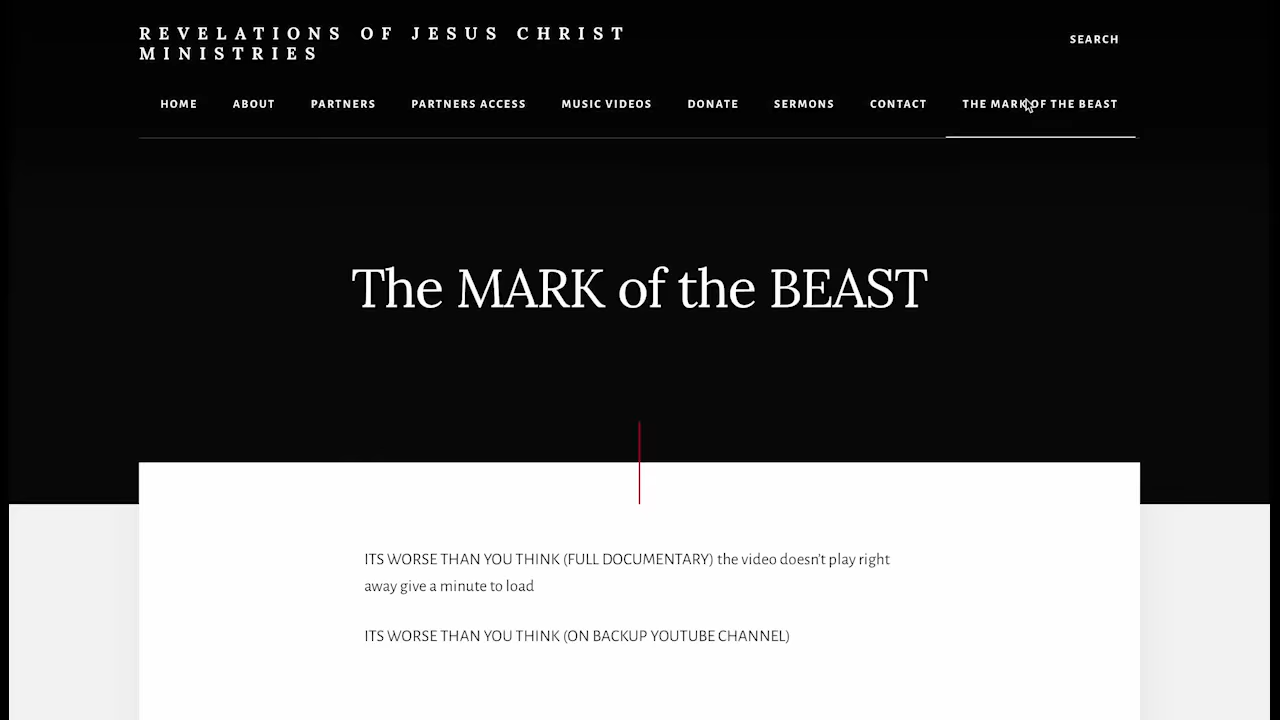 REVELATIONS OF JESUS CHRIST
MINISTRIES
SEARCH
HOME ABOUT PARTNERS PARTNERS ACCESS MUSIC VIDEOS DONATE SERMONS CONTACT THE MARK OF THE BEAST
The MARK of the BEAST
ITS WORSE THAN YOU THINK (FULL DOCUMENTARY) the video doesn't play right
away give a minute to load
ITS WORSE THAN YOU THINK (ON BACKUP YOUTUBE CHANNEL)